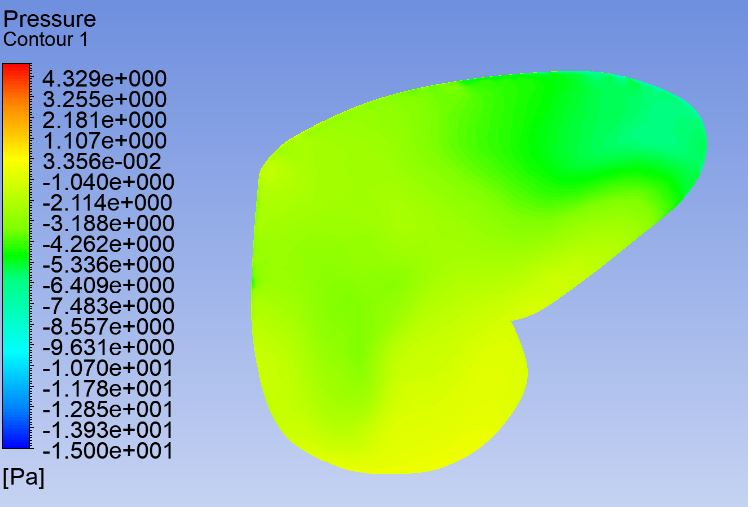 Pressure
Contour 1
4.329e+000
3.255e+000
2.181e+000
1.107e+000
3.356e-002
-1.040e+000
-2.114e+000
-3.188e+000
-4.262e+000
-5.336e+000
-6.409e+000
-7.483e+000
-8.557e+000
-9.631e+000
-1.070e+001
-1.178e+001
-1.285e+001
-1.393e+001
-1.500e+001
[Pa]